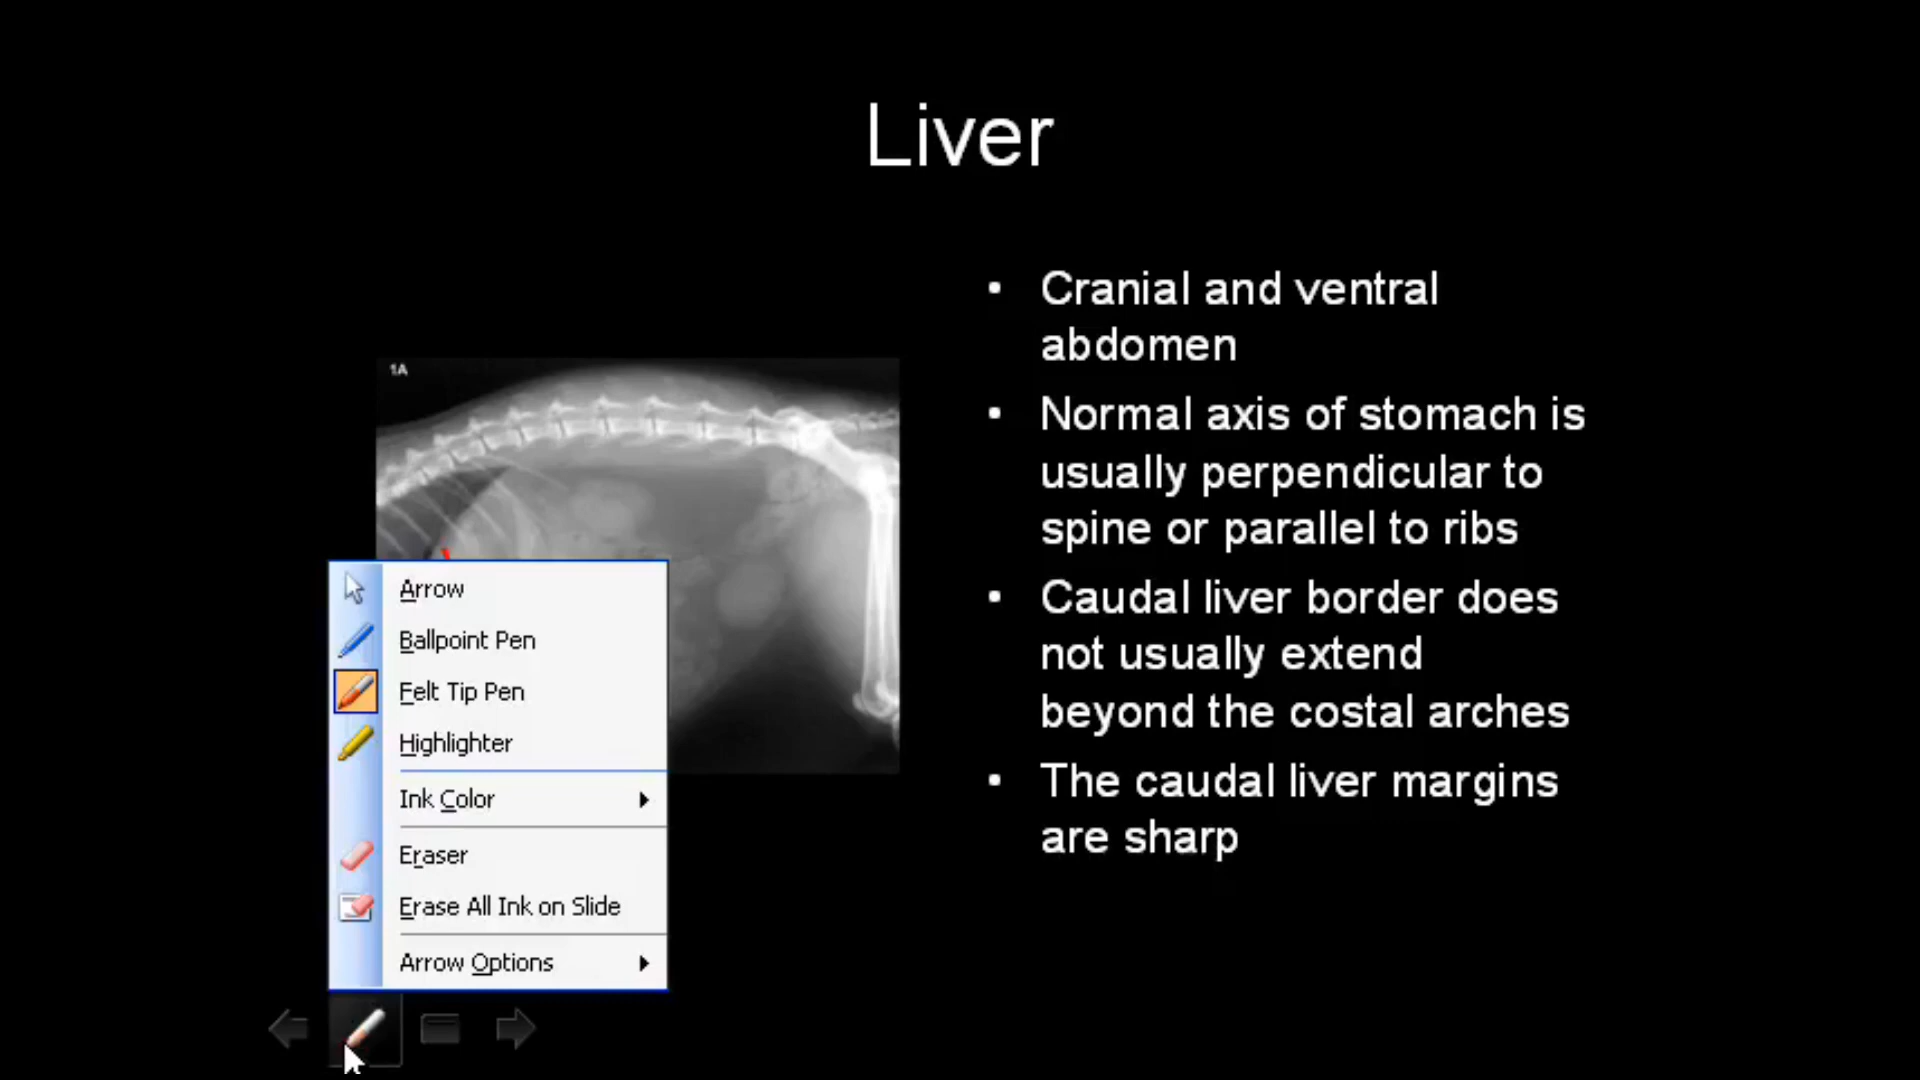 Liver
1A
• Cranial and ventral
abdomen
• Normal axis of stomach is
usually perpendicular to
spine or parallel to ribs
• Caudal liver border does
not usually extend
beyond the costal arches
• The caudal liver margins
are sharp
Arrow
Ballpoint Pen
Felt Tip Pen
Highlighter
Ink Color
Eraser
Erase All Ink on Slide
Arrow Options